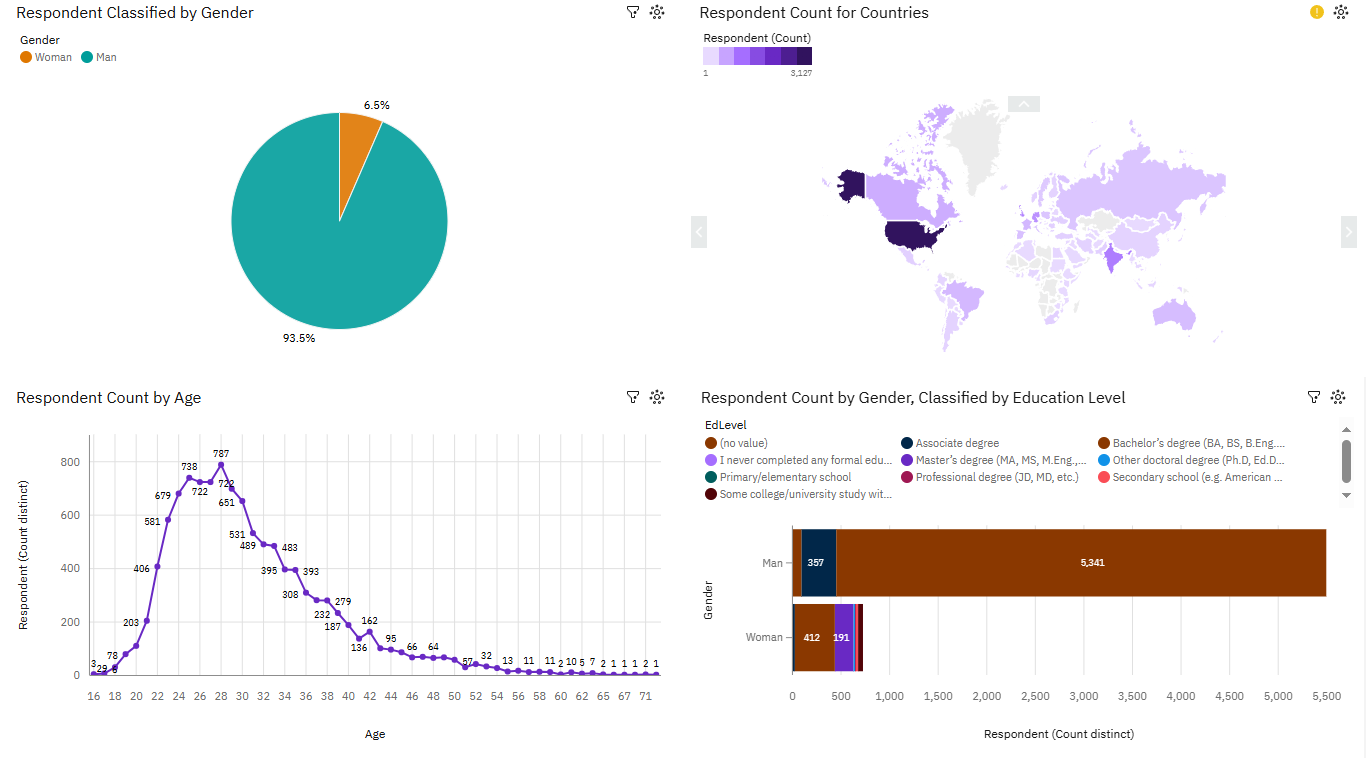 Respondent Classified by Gender
Gender
Woman Man
6.5%
93.5%
Respondent Count for Countries
Respondent (Count)
1 3,127
Respondent Count by Age
Respondent (Count distinct)
800
600
400
200
0
787
738
722
722
679
651
581
531
489
483
406
395
393
308
279
232
203
187
162
136
95
78
66
64
57
32
3 29 8
13 11 11 2 10 5 7 2 1 1 1 2 1
16 18 20 22 24 26 28 30 32 34 36 38 40 42 44 46 48 50 52 54 56 58 60 62 65 67 71
Age
Respondent Count by Gender, Classified by Education Level
EdLevel
(no value) Associate degree Bachelor’s degree (BA, BS, B.Eng....
I never completed any formal edu... Master’s degree (MA, MS, M.Eng.,... Other doctoral degree (Ph.D, Ed.D...
Primary/elementary school Professional degree (JD, MD, etc.) Secondary school (e.g. American ...
Some college/university study wit...
Gender
Man 357 5,341
Woman 412 191
0 500 1,000 1,500 2,000 2,500 3,000 3,500 4,000 4,500 5,000 5,500
Respondent (Count distinct)